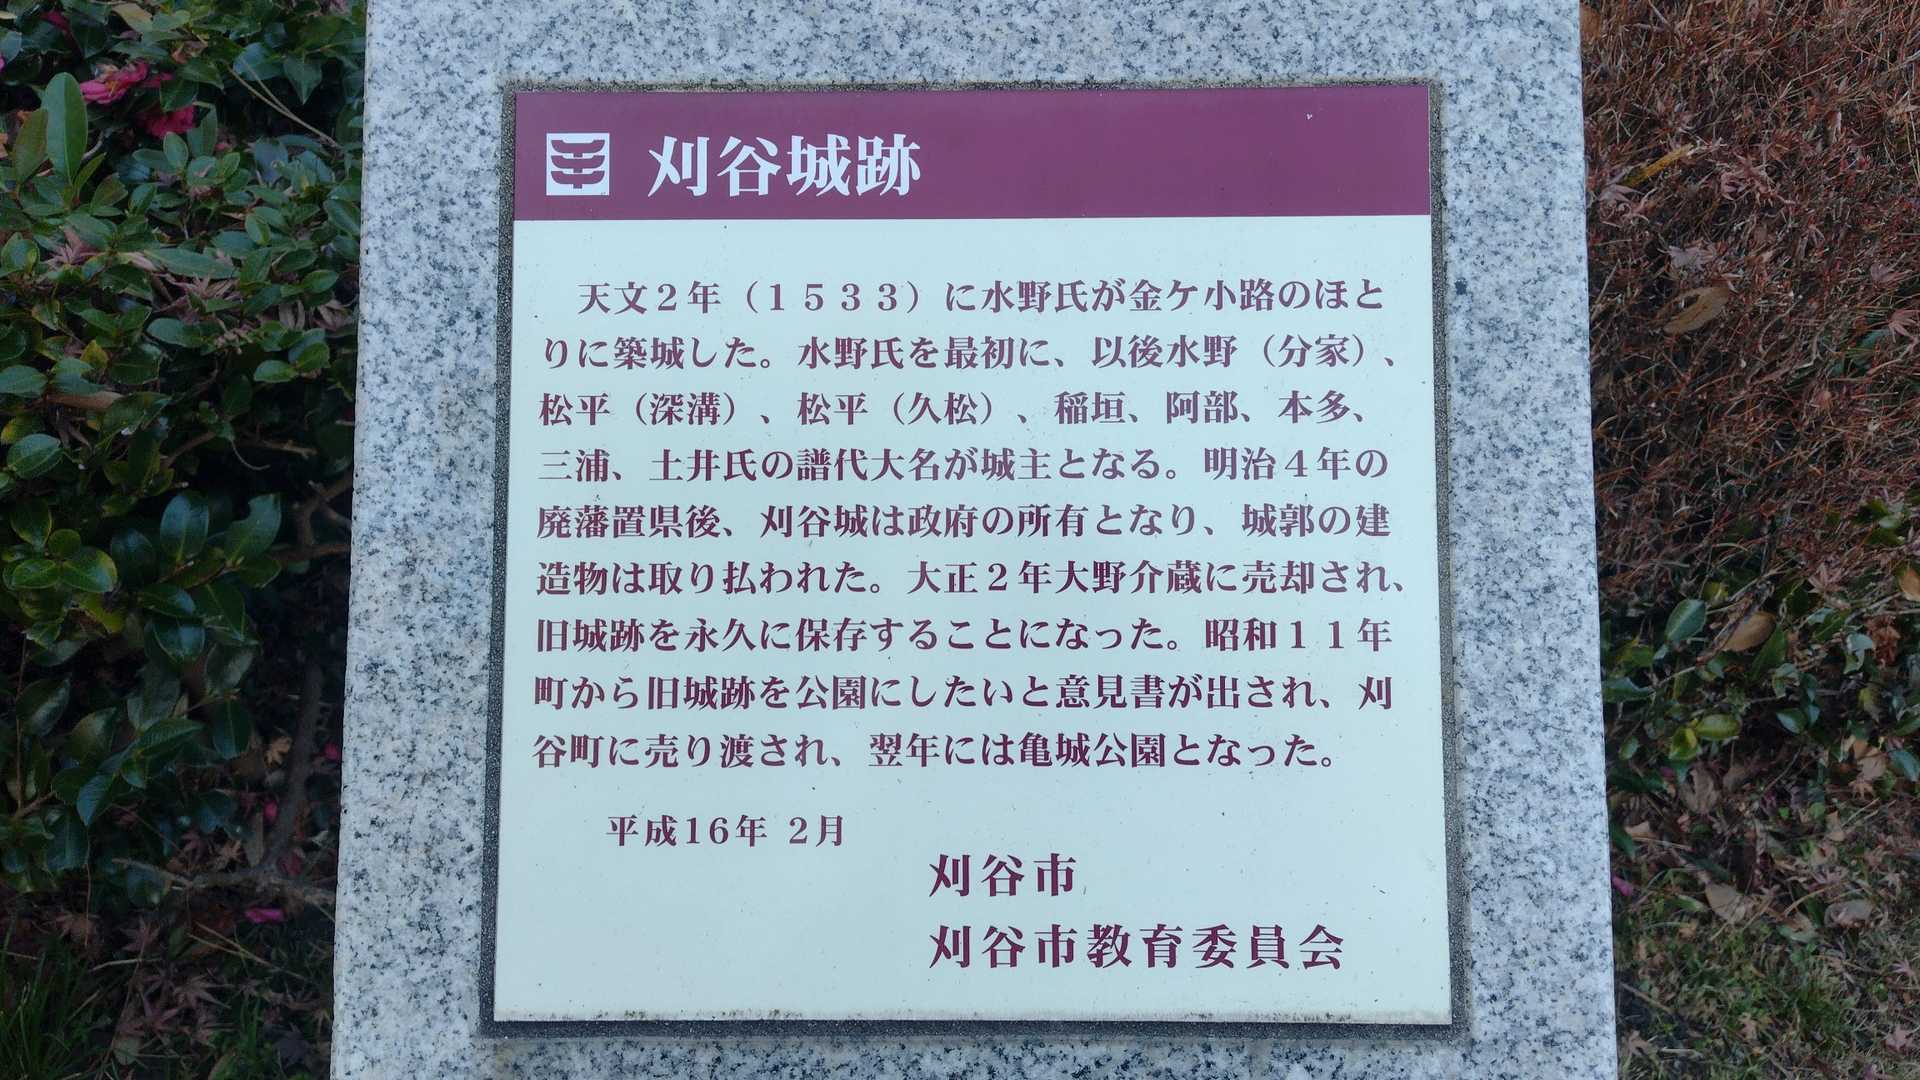 刈谷城跡
天文２年（１５３３）に水野氏が金ケ小路のほと
りに築城した。水野氏を最初に、以後水野（分家）、
松平（深溝）、松平（久松）、稲垣、阿部、本多、
三浦、土井氏の譜代大名が城主となる。明治４年の
廃藩置県後、刈谷城は政府の所有となり、城郭の建
造物は取り払われた。大正２年大野介蔵に売却され、
旧城跡を永久に保存することになった。昭和１１年
町から旧城跡を公園にしたいと意見書が出され、刈
谷町に売り渡され、翌年には亀城公園となった。
平成16年 ２月
刈谷市
刈谷市教育委員会